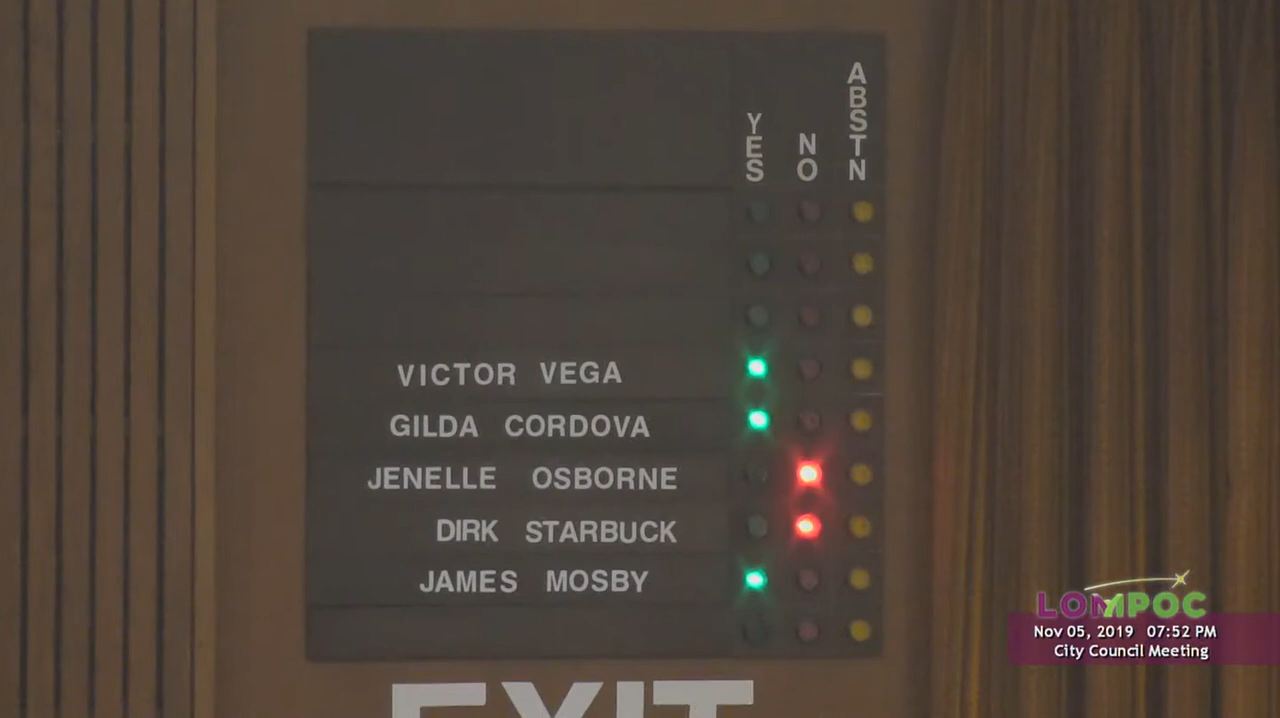 YES
NO
ABSTN
VICTOR VEGA
GILDA CORDOVA
JENELLE OSBORNE
DIRK STARBUCK
JAMES MOSBY
EXIT
LOMPOC
Nov 05, 2019 07:52 PM
City Council Meeting